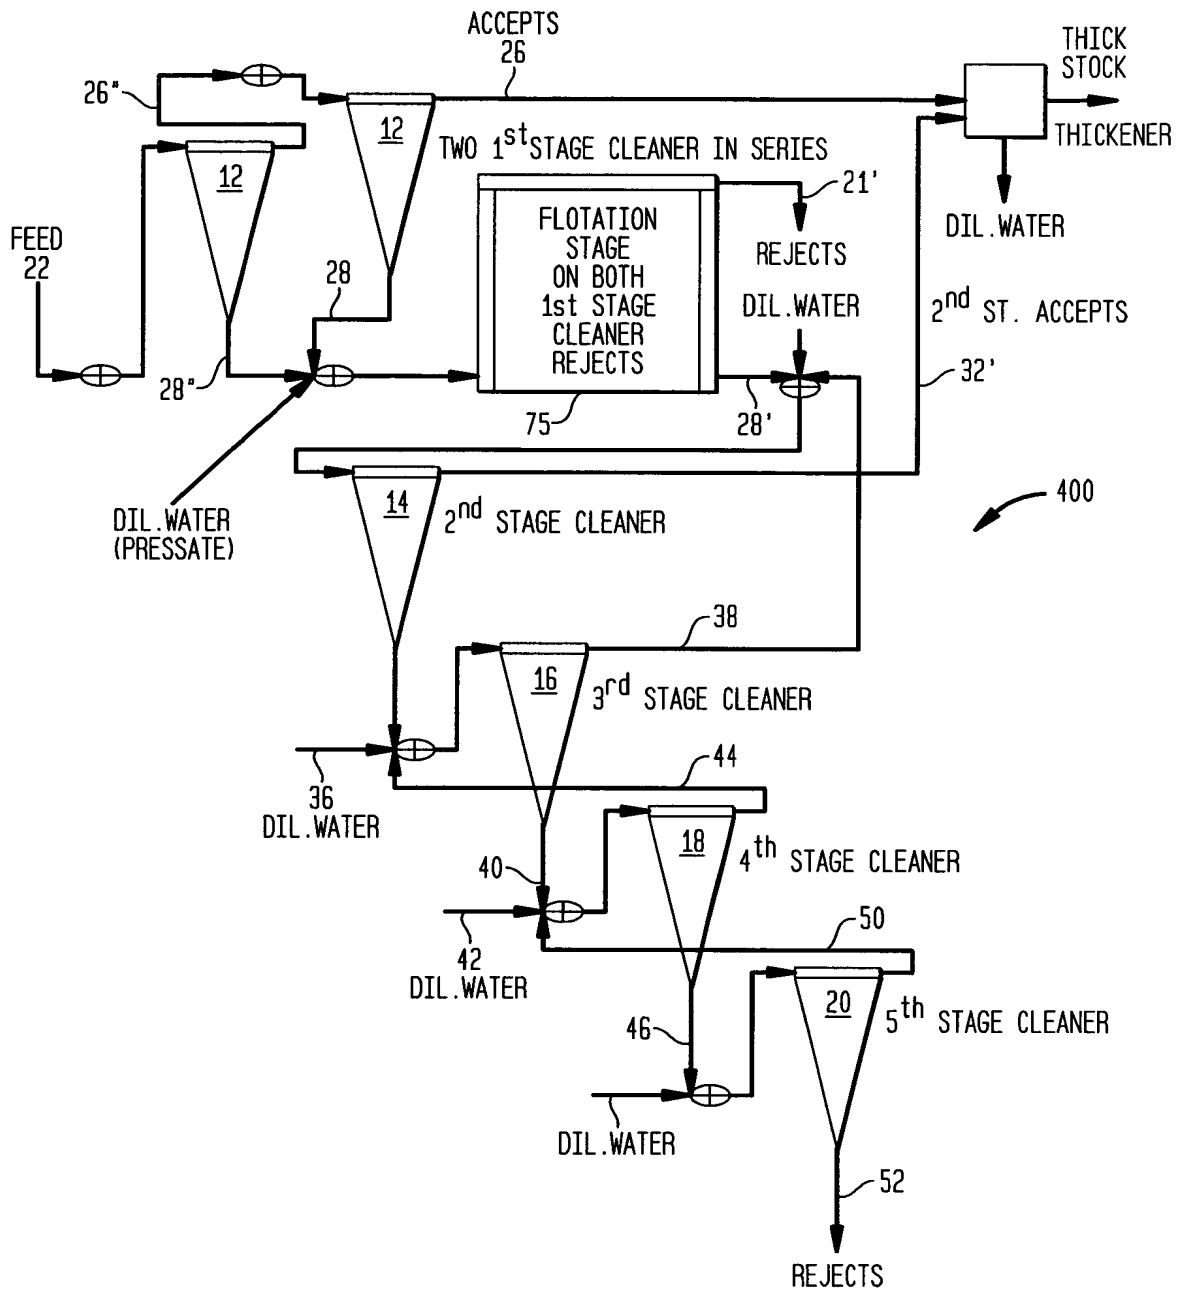 ACCEPTS
26
THICK
STOCK
26"
12
12
THICKENER
TWO 1st STAGE CLEANER IN SERIES
21'
FEED
22
FLOTATION
STAGE
ON BOTH
1st STAGE
CLEANER
REJECTS
REJECTS
DIL.WATER
28
DIL.WATER
2nd ST. ACCEPTS
28"
75
28'
32'
DIL.WATER
(PRESSATE)
14
2nd STAGE CLEANER
400
38
16
3rd STAGE CLEANER
36
DIL.WATER
44
18
4th STAGE CLEANER
40
42
DIL.WATER
50
20
5th STAGE CLEANER
46
DIL.WATER
52
REJECTS